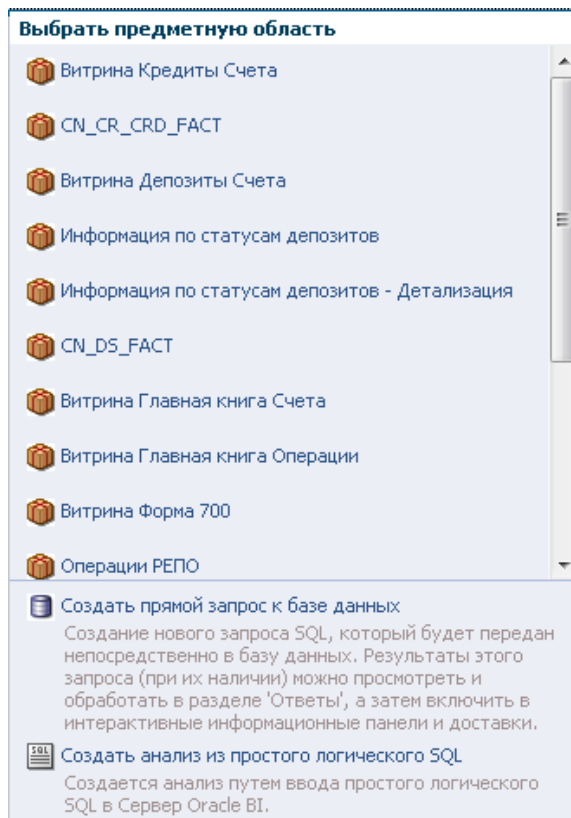 Выбрать предметную область
Витрина Кредиты Счета
CN_CR_CRD_FACT
Витрина Депозиты Счета
Информация по статусам депозитов
Информация по статусам депозитов - Детализация
CN_DS_FACT
Витрина Главная книга Счета
Витрина Главная книга Операции
Витрина Форма 700
Операции РЕПО
Создать прямой запрос к базе данных
Создание нового запроса SQL, который будет передан
непосредственно в базу данных. Результаты этого
запроса (при их наличии) можно просмотреть и
обработать в разделе 'Ответы', а затем включить в
интерактивные информационные панели и доставки.
SQL
Создать анализ из простого логического SQL
Создается анализ путем ввода простого логического
SQL в Сервер Oracle BI.